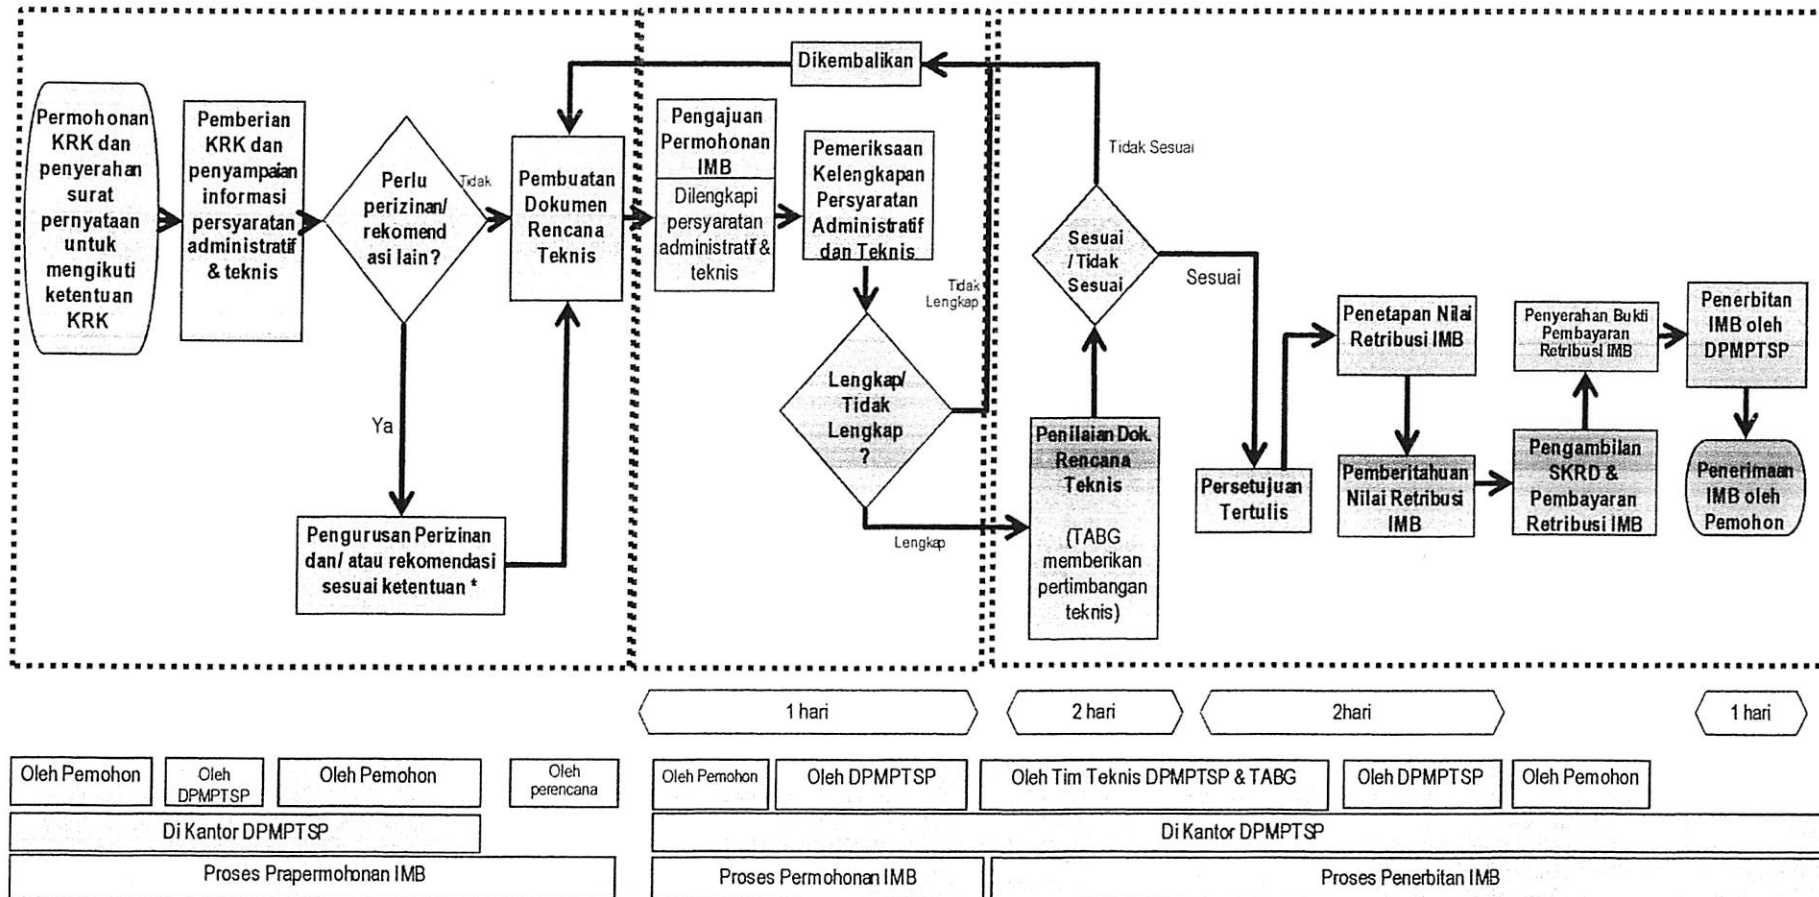 Permohonan
KRK dan
penyerahan
surat
pernyataan
untuk
mengikuti
ketentuan
KRK
Pemberian
KRK dan
penyampaian
informasi
persyaratan
administratif
& teknis
Perlu
perizinan/
rekomend
asi lain?
Tidak
Ya
Pengurusan Perizinan
dan/ atau rekomendasi
sesuai ketentuan *
Pembuatan
Dokumen
Rencana
Teknis
Dikembalikan
Pengajuan
Permohonan
IMB
Dilengkapi
persyaratan
administratif &
teknis
Pemeriksaan
Kelengkapan
Persyaratan
Administratif
dan Teknis
Lengkap/
Tidak
Lengkap
?
Tidak
Lengkap
Lengkap
Penilaian Dok.
Rencana
Teknis
(TABG
memberikan
pertimbangan
teknis)
Sesuai
/ Tidak
Sesuai
Tidak Sesuai
Sesuai
Persetujuan
Tertulis
Penetapan Nilai
Retribusi IMB
Pemberitahuan
Nilai Retribusi
IMB
Pengambilan
SKRD &
Pembayaran
Retribusi IMB
Penyerahan Bukti
Pembayaran
Retribusi IMB
Penerbitan
IMB oleh
DPMPTSP
Penerimaan
IMB oleh
Pemohon
1 hari
2 hari
2hari
1 hari
Oleh Pemohon
Oleh
DPMPTSP
Oleh Pemohon
Oleh
perencana
Oleh Pemohon
Oleh DPMPTSP
Oleh Tim Teknis DPMPTSP & TABG
Oleh DPMPTSP
Oleh Pemohon
Di Kantor DPMPTSP
Di Kantor DPMPTSP
Proses Prapermohonan IMB
Proses Permohonan IMB
Proses Penerbitan IMB